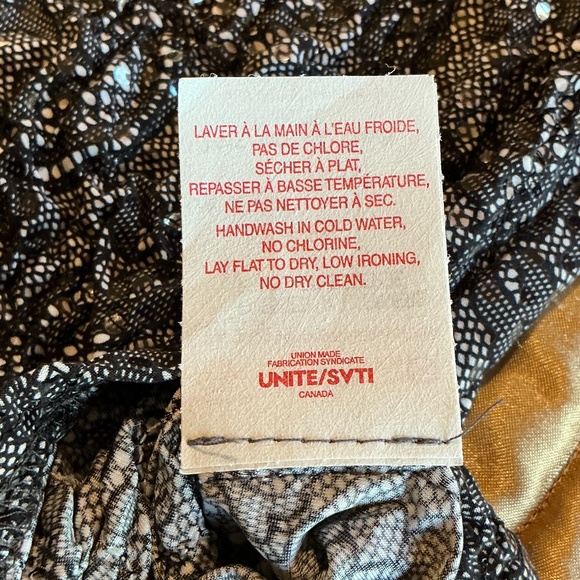 LAVER À LA MAIN À L'EAU FROIDE,
PAS DE CHLORE,
SÉCHER À PLAT,
REPASSER À BASSE TEMPÉRATURE,
NE PAS NETTOYER À SEC.
HANDWASH IN COLD WATER,
NO CHLORINE,
LAY FLAT TO DRY, LOW IRONING,
NO DRY CLEAN.
UNION MADE
FABRICATION SYNDICATE
UNITE/SVTI
CANADA